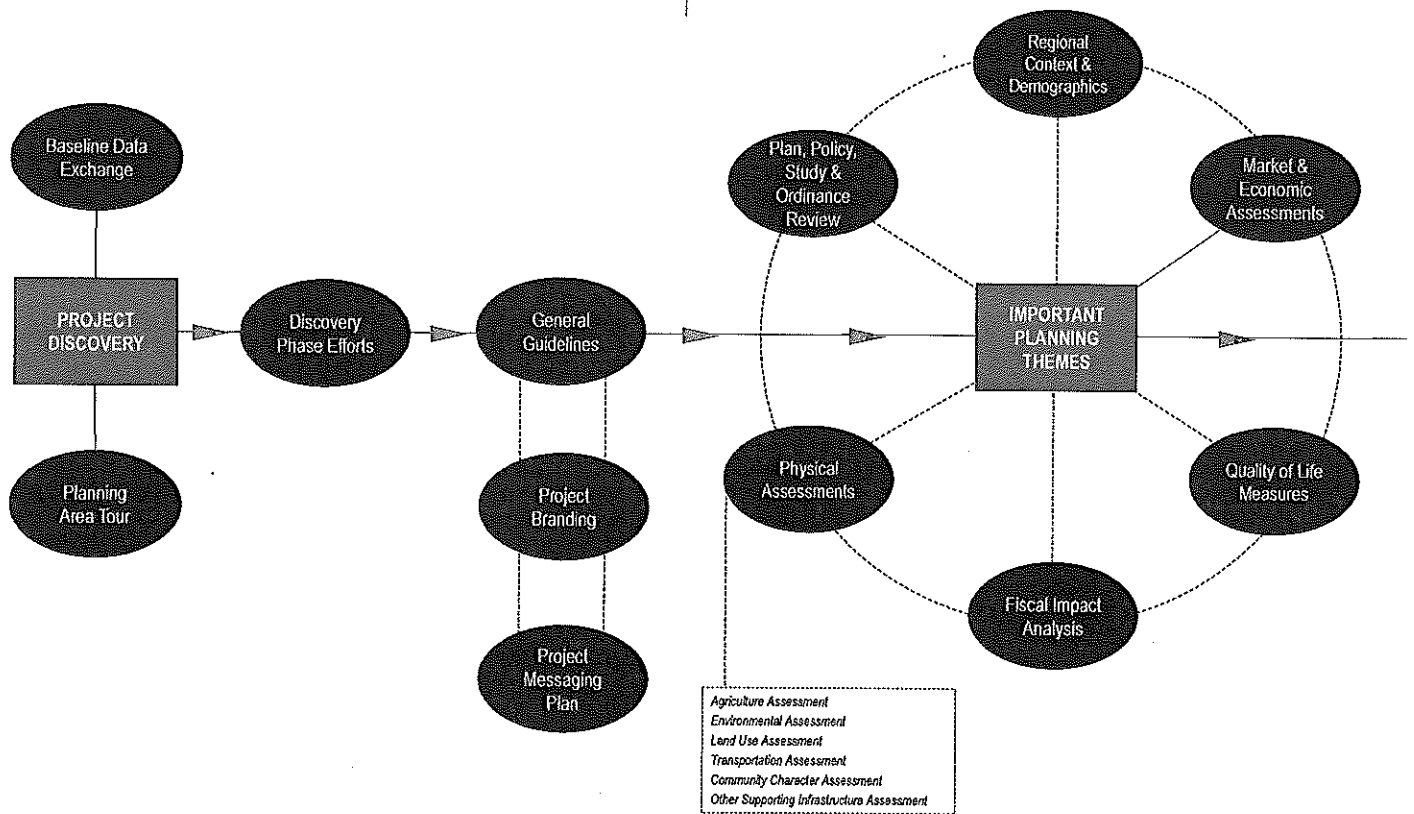 Regional
Context &
Demographics
Baseline Data
Exchange
Plan, Policy,
Study &
Ordinance
Review
Market &
Economic
Assessments
PROJECT
DISCOVERY
Discovery
Phase Efforts
General
Guidelines
IMPORTANT
PLANNING
THEMES
Planning
Area Tour
Project
Branding
Physical
Assessments
Quality of Life
Measures
Fiscal Impact
Analysis
Project
Messaging
Plan
Agriculture Assessment
Environmental Assessment
Land Use Assessment
Transportation Assessment
Community Character Assessment
Other Supporting Infrastructure Assessment